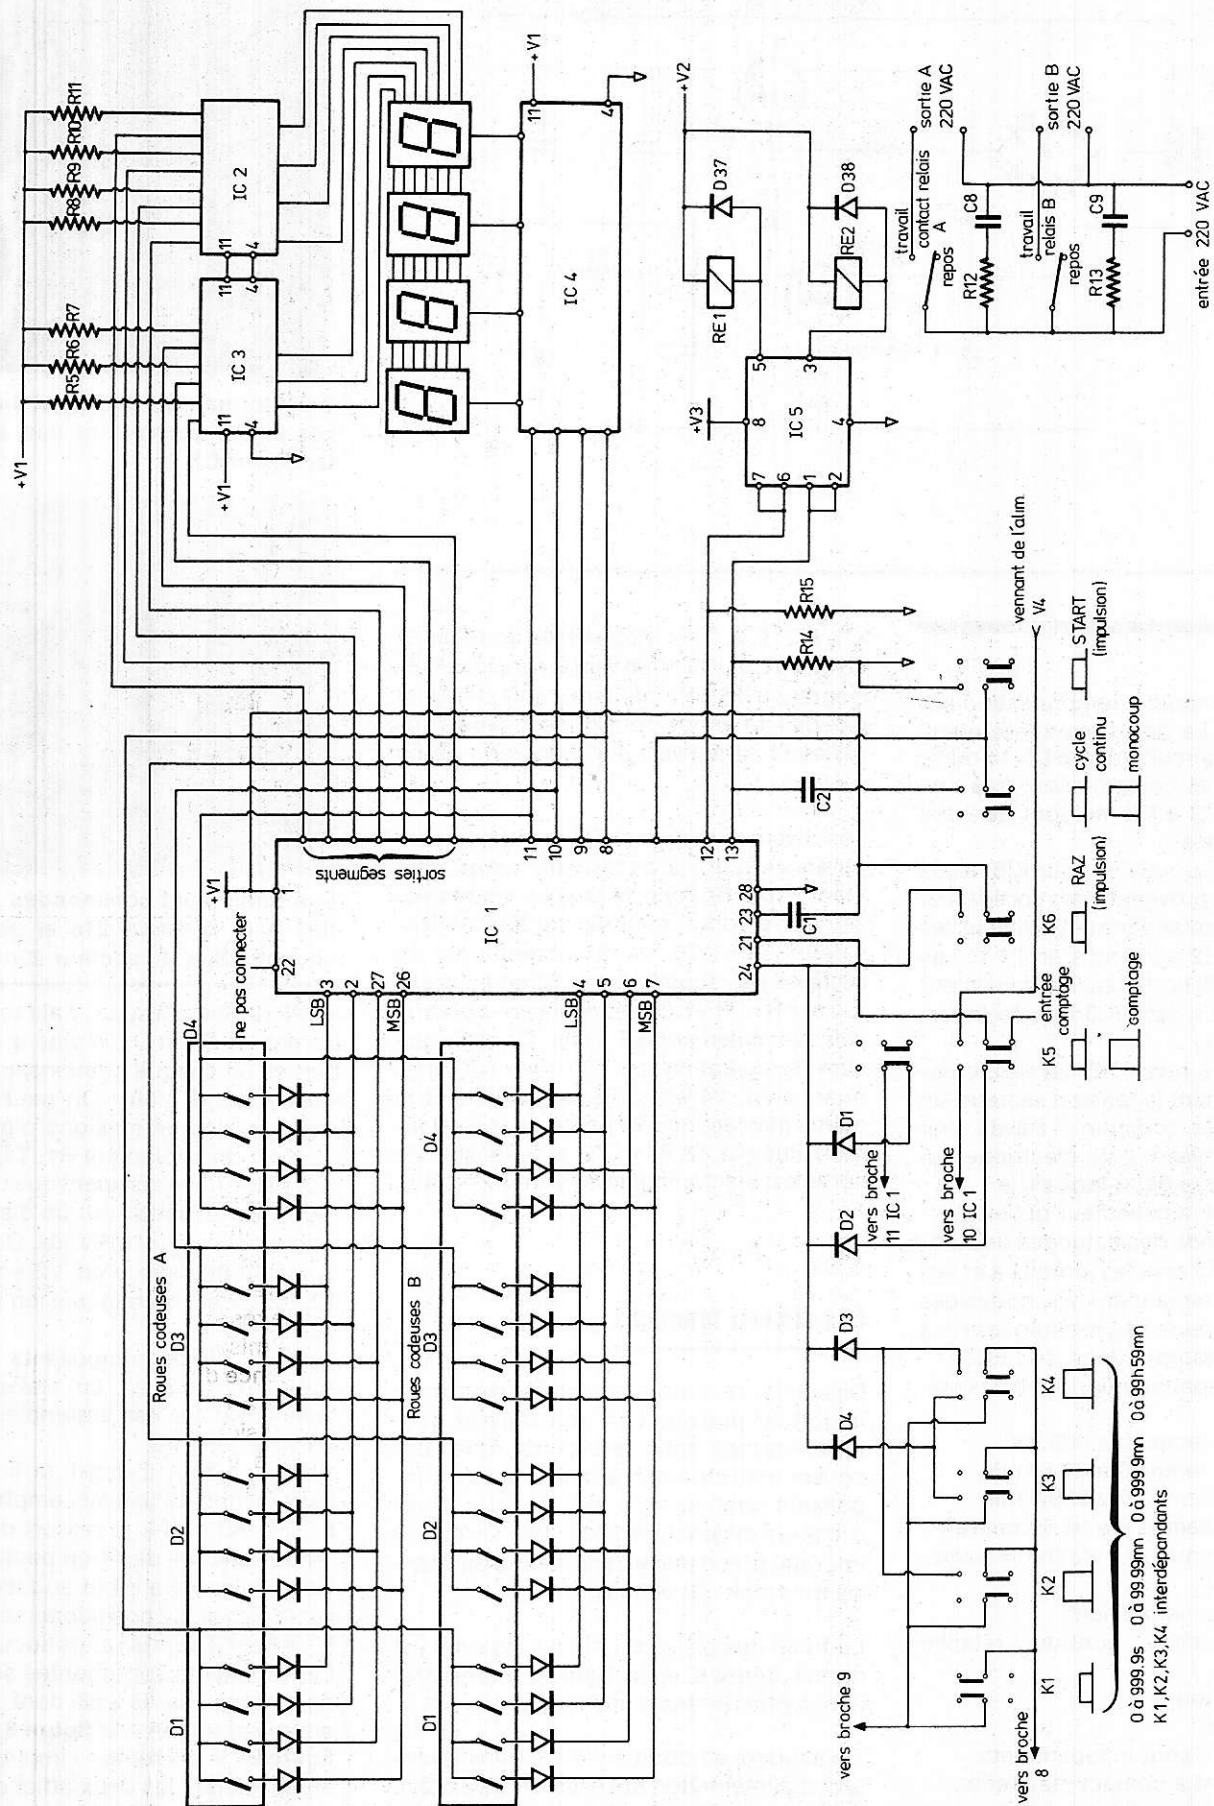 +V1
R5
R6
R7
R8
R9
R10
R11
+V1
11
4
IC 3
11
4
11
4
IC 2
IC 4
11
+V1
4
+V1
22
1
ne pas connecter
sorties segments
IC 1
LSB
3
2
27
MSB
26
LSB
4
5
6
MSB
7
11
10
9
8
12
13
24
21
23
28
C1
C2
Roues codeuses A
D1
D2
D3
D4
Roues codeuses B
D1
D2
D3
D4
+V3
8
7
6
1
2
IC 5
5
3
4
RE1
D37
RE2
D38
+V2
R14
R15
travail
contact relais
A
repos
sortie A
220 VAC
R12
C8
travail
relais B
repos
sortie B
220 VAC
R13
C9
entrée 220 VAC
D4
D3
D2
D1
vers broche
11 IC 1
vers broche
10 IC 1
vers broche 9
vers broche
8
vennant de l'alim
V4
K1
K2
K3
K4
0 à 999.9s
0 à 99 99mn
0 à 999 9mn
0 à 99h 59mn
K1,K2,K3,K4 interdépandants
K5
entrée
comptage
comptage
K6
RAZ
(impulsion)
cycle
continu
monocoup
START
(impulsion)